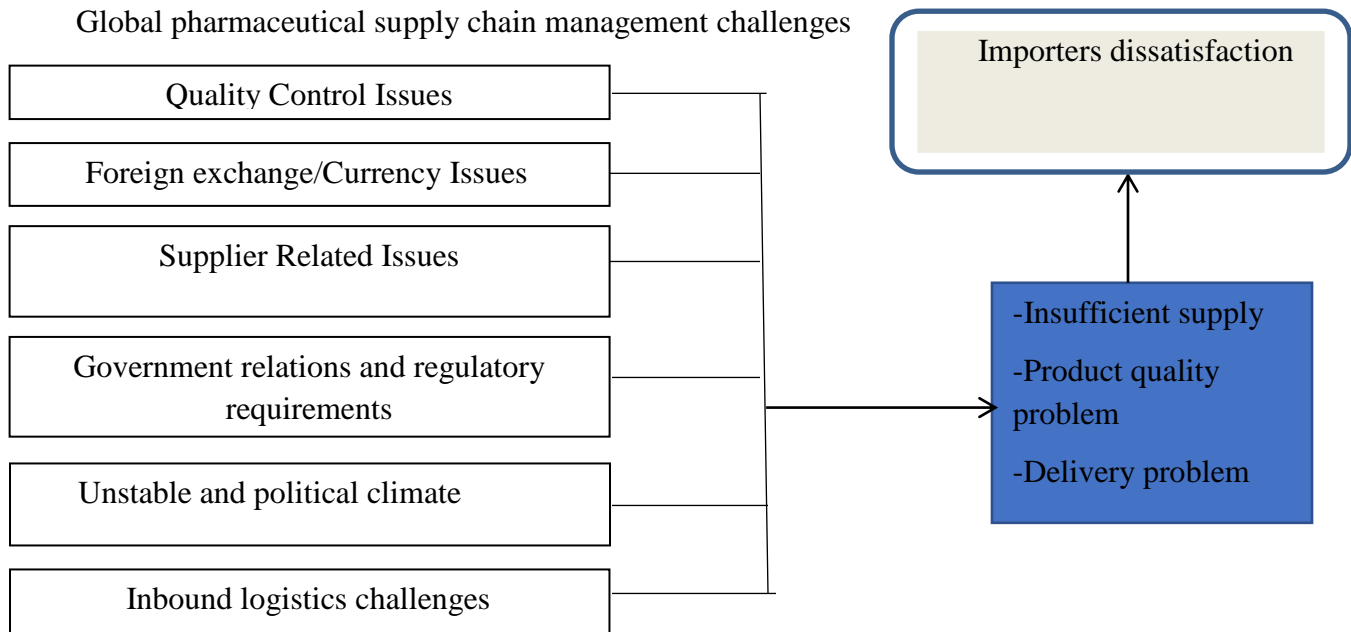 Global pharmaceutical supply chain management challenges
Importers dissatisfaction
Quality Control Issues
Foreign exchange/Currency Issues
Supplier Related Issues
Government relations and regulatory
requirements
Unstable and political climate
Inbound logistics challenges
-Insufficient supply
-Product quality
problem
-Delivery problem